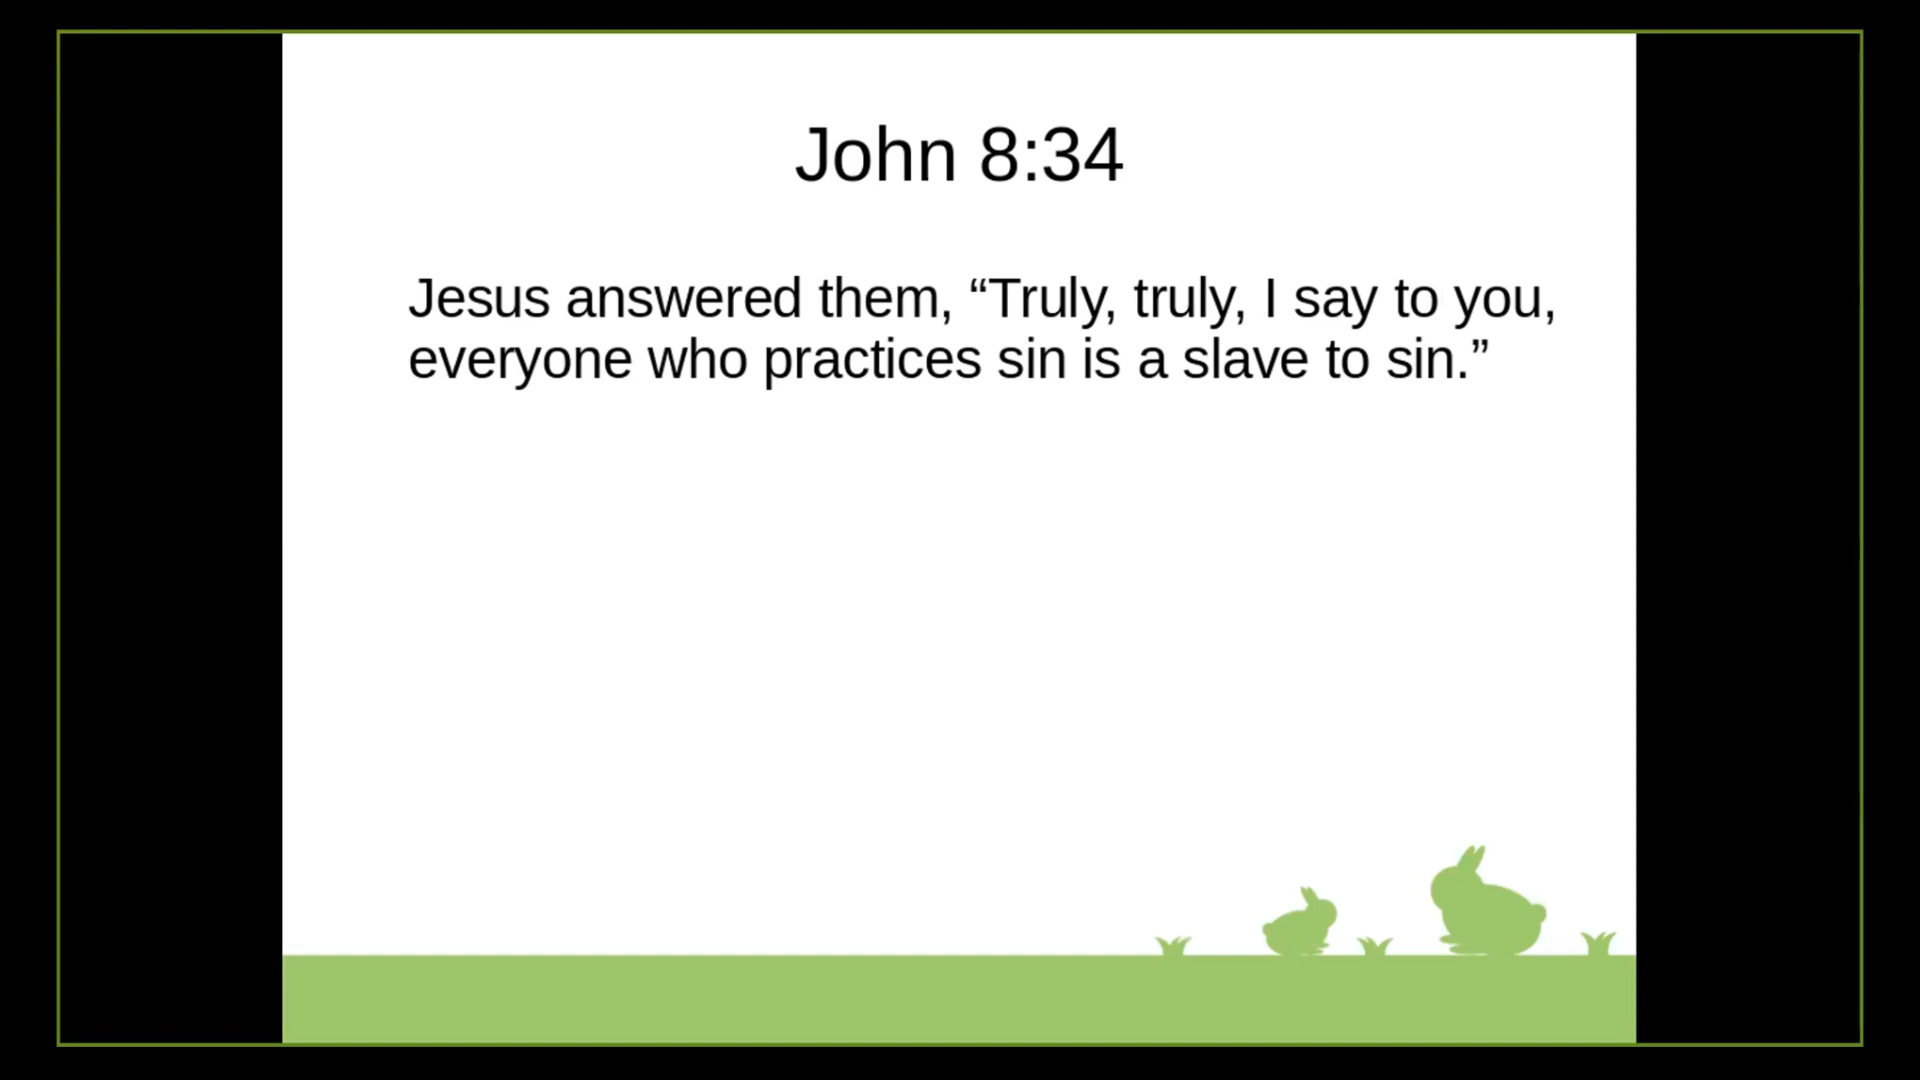 John 8:34
Jesus answered them, “Truly, truly, I say to you,
everyone who practices sin is a slave to sin.”